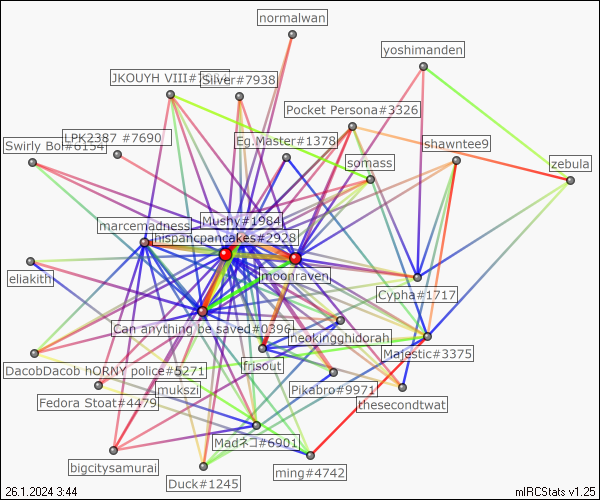 normalwan
yoshimanden
JKOUYH VIII#7
Silver#7938
Pocket Persona#3326
LPK2387 #7690
Swirly Boi#6154
Eg.Master#1378
shawntee9
somass
zebula
Mushy#1984
marcemadness
hispancpancakes#2928
moonraven
eliakith
Cypha#1717
Can anything be saved#0396
neokingghidorah
Majestic#3375
frisout
DacobDacob hORNY police#5271
mukszi
Pikabro#9971
Fedora Stoat#4479
thesecondtwat
Madネコ#6901
bigcitysamurai
ming#4742
Duck#1245
26.1.2024 3:44
mIRCStats v1.25